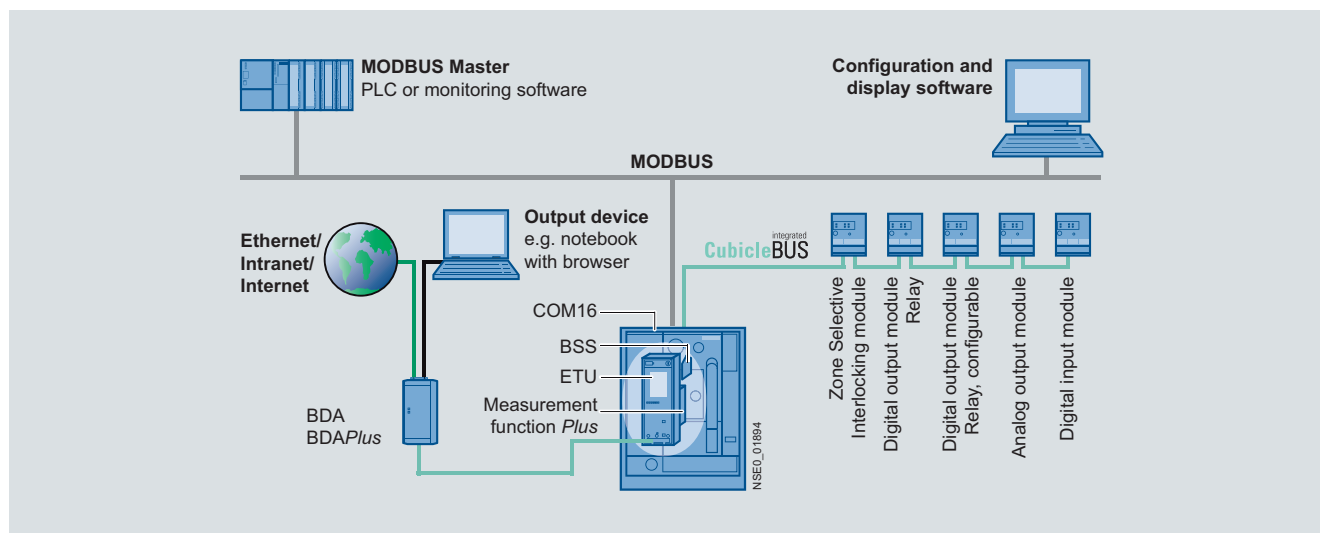 MODBUS Master
PLC or monitoring software
Configuration and
display software
MODBUS
Ethernet/
Intranet/
Internet
Output device
e.g. notebook
with browser
integrated
CubicleBUS
COM16
BSS
ETU
Measurement
function Plus
BDA
BDAPlus
NSE0_01894
Zone Selective
Interlocking module
Digital output module
Relay
Digital output module
Relay, configurable
Analog output module
Digital input module